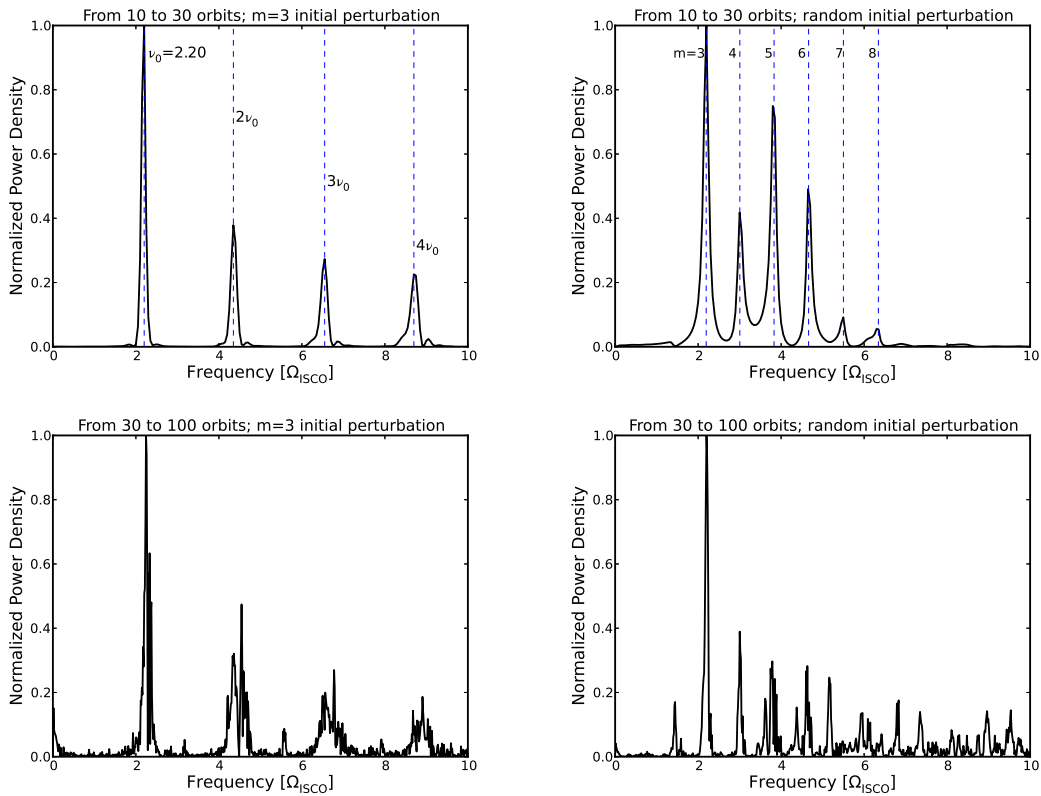 From 10 to 30 orbits; m=3 initial perturbation
1.0
0.8
0.6
0.4
0.2
0.0
Normalized Power Density
ν₀=2.20
2ν₀
3ν₀
4ν₀
0 2 4 6 8 10
Frequency [Ω_ISCO]
From 10 to 30 orbits; random initial perturbation
1.0
0.8
0.6
0.4
0.2
0.0
Normalized Power Density
m=3 4 5 6 7 8
0 2 4 6 8 10
Frequency [Ω_ISCO]
From 30 to 100 orbits; m=3 initial perturbation
1.0
0.8
0.6
0.4
0.2
0.0
Normalized Power Density
0 2 4 6 8 10
Frequency [Ω_ISCO]
From 30 to 100 orbits; random initial perturbation
1.0
0.8
0.6
0.4
0.2
0.0
Normalized Power Density
0 2 4 6 8 10
Frequency [Ω_ISCO]